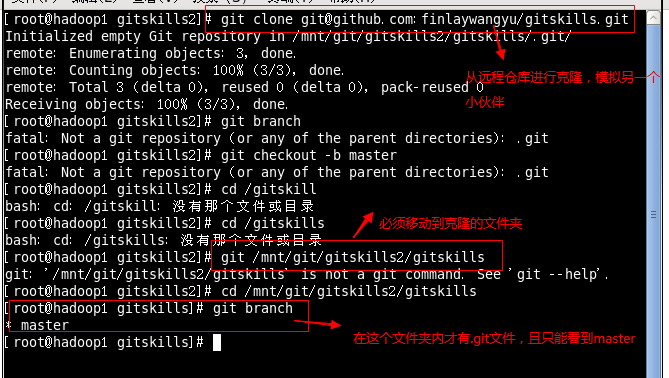 [root@hadoop1 gitskills2]# git clone git@github.com:finlaywangyu/gitskills.git
Initialized empty Git repository in /mnt/git/gitskills2/gitskills/.git/
remote: Enumerating objects: 3, done.
remote: Counting objects: 100% (3/3), done.
remote: Total 3 (delta 0), reused 0 (delta 0), pack-reused 0
Receiving objects: 100% (3/3), done.
从远程仓库进行克隆，模拟另一个
小伙伴
[root@hadoop1 gitskills2]# git branch
fatal: Not a git repository (or any of the parent directories): .git
[root@hadoop1 gitskills2]# git checkout -b master
fatal: Not a git repository (or any of the parent directories): .git
[root@hadoop1 gitskills2]# cd /gitskill
bash: cd: /gitskill: 没有那个文件或目录
[root@hadoop1 gitskills2]# cd /gitskills
必须移动到克隆的文件夹
bash: cd: /gitskills: 没有那个文件或目录
[root@hadoop1 gitskills2]# git /mnt/git/gitskills2/gitskills
git: '/mnt/git/gitskills2/gitskills' is not a git command. See 'git --help'.
[root@hadoop1 gitskills2]# cd /mnt/git/gitskills2/gitskills
[root@hadoop1 gitskills]# git branch
* master
在这个文件夹内才有.git文件，且只能看到master
[root@hadoop1 gitskills]#